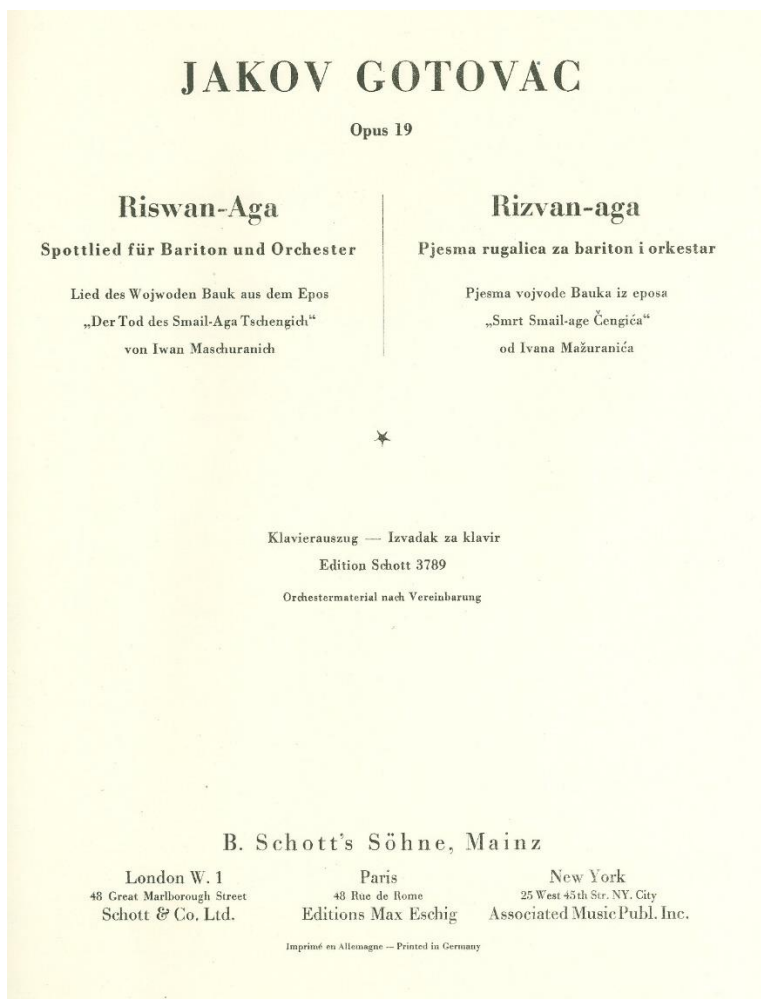 JAKOV GOTOVAC
Opus 19
Riswan-Aga
Spottlied für Bariton und Orchester
Lied des Wojwoden Bauk aus dem Epos
„Der Tod des Smail-Aga Tschengich“
von Iwan Maschuranich
Rizvan-aga
Pjesma rugalica za bariton i orkestar
Pjesma vojvode Bauka iz eposa
„Smrt Smail-age Čengića“
od Ivana Mažuranića
Klavierauszug — Izvadak za klavir
Edition Schott 3789
Orchestermaterial nach Vereinbarung
B. Schott's Söhne, Mainz
London W. 1
48 Great Marlborough Street
Schott & Co. Ltd.
Paris
48 Rue de Rome
Editions Max Eschig
New York
25 West 45th Str. NY. City
Associated Music Publ. Inc.
Imprimé en Allemagne — Printed in Germany